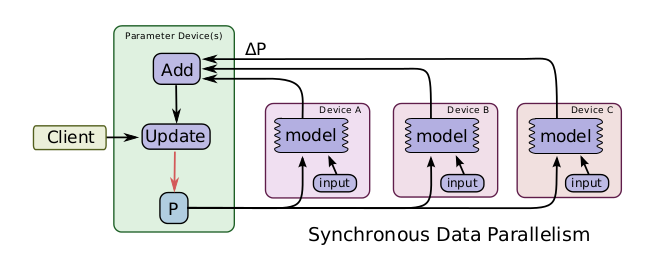 Parameter Device(s)
ΔP
Add
Client
Update
P
Device A
model
input
Device B
model
input
Device C
model
input
Synchronous Data Parallelism